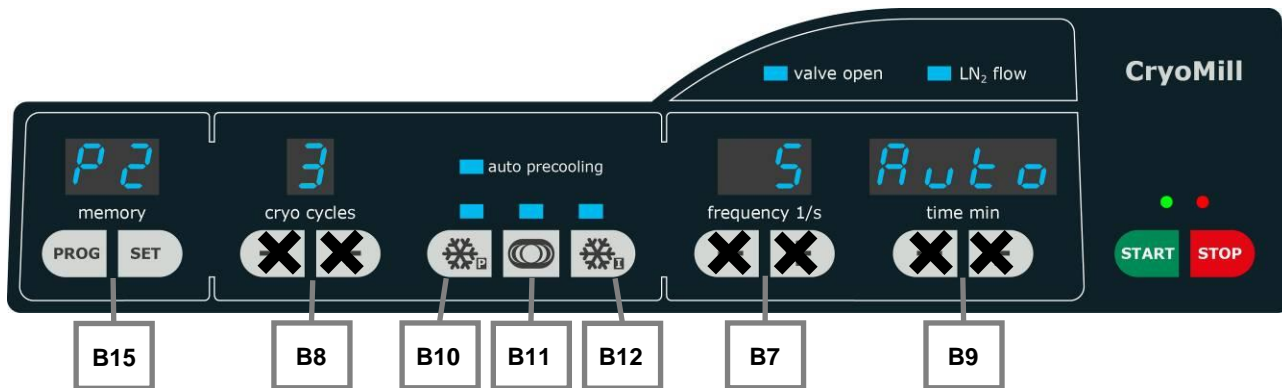 valve open LN₂ flow CryoMill
P2 3 auto precooling 5 Auto
memory cryo cycles frequency 1/s time min
PROG SET P I START STOP
B15 B8 B10 B11 B12 B7 B9